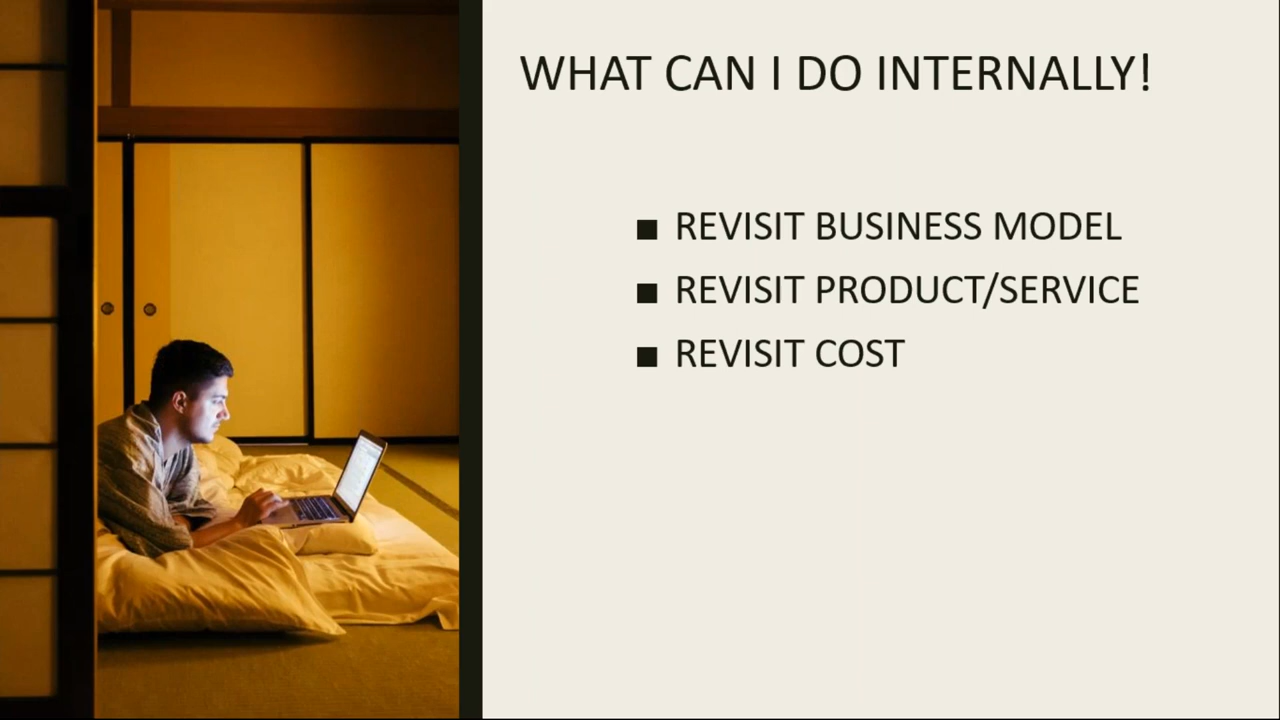 WHAT CAN I DO INTERNALLY!
■ REVISIT BUSINESS MODEL
■ REVISIT PRODUCT/SERVICE
■ REVISIT COST